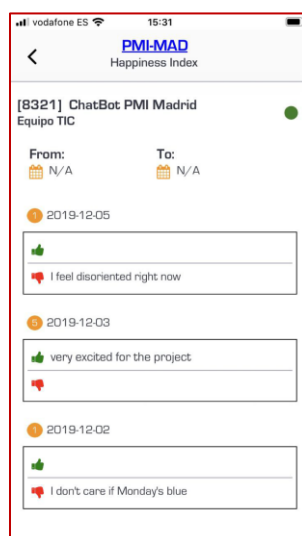 vodafone ES 15:31
PMI-MAD
Happiness Index
[8321] ChatBot PMI Madrid
Equipo TIC
From: To:
N/A N/A
1 2019-12-05
I feel disoriented right now
5 2019-12-03
very excited for the project
1 2019-12-02
I don't care if Monday's blue